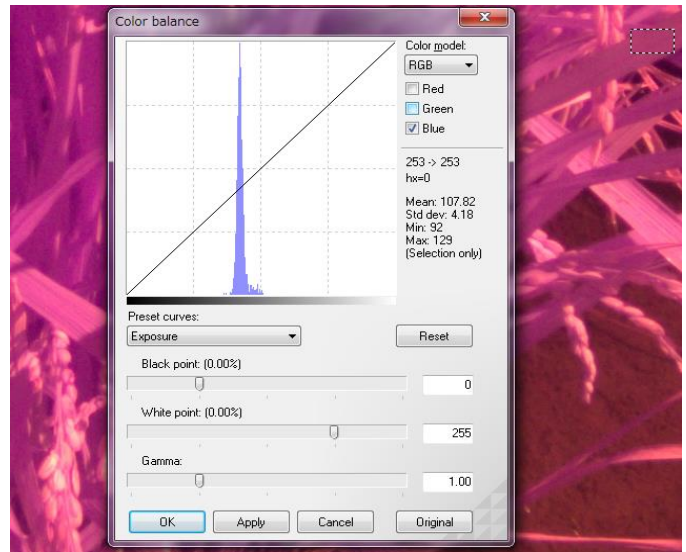 Color balance
Color model:
RGB
Red
Green
Blue
253 -> 253
hx=0
Mean: 107.82
Std dev: 4.18
Min: 92
Max: 129
(Selection only)
Preset curves:
Exposure
Reset
Black point: (0.00%)
0
White point: (0.00%)
255
Gamma:
1.00
OK
Apply
Cancel
Original